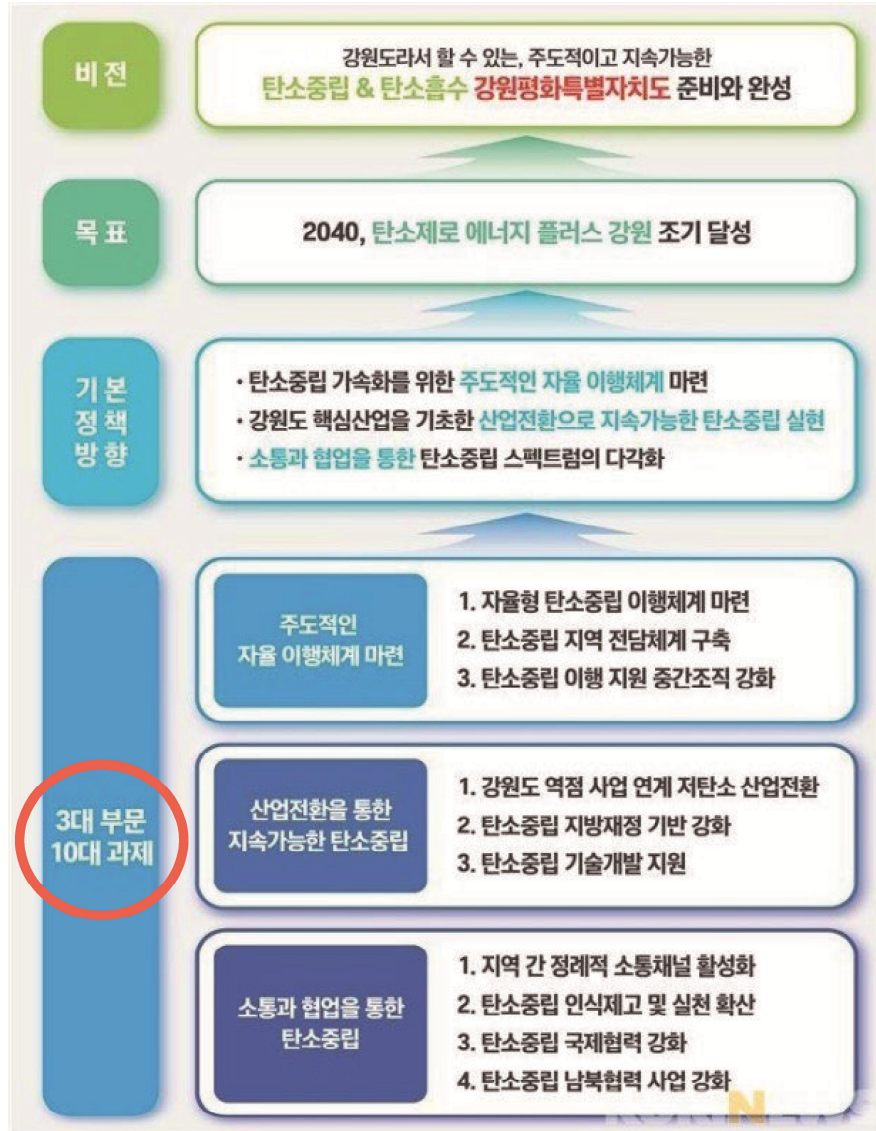 비전
강원도라서 할 수 있는, 주도적이고 지속가능한
탄소중립 & 탄소흡수 강원평화특별자치도 준비와 완성
목표
2040, 탄소제로 에너지 플러스 강원 조기 달성
기본
정책
방향
· 탄소중립 가속화를 위한 주도적인 자율 이행체계 마련
· 강원도 핵심산업을 기초한 산업전환으로 지속가능한 탄소중립 실현
· 소통과 협업을 통한 탄소중립 스펙트럼의 다각화
3대 부문
10대 과제
주도적인
자율 이행체계 마련
1. 자율형 탄소중립 이행체계 마련
2. 탄소중립 지역 전담체계 구축
3. 탄소중립 이행 지원 중간조직 강화
산업전환을 통한
지속가능한 탄소중립
1. 강원도 역점 사업 연계 저탄소 산업전환
2. 탄소중립 지방재정 기반 강화
3. 탄소중립 기술개발 지원
소통과 협업을 통한
탄소중립
1. 지역 간 정례적 소통채널 활성화
2. 탄소중립 인식제고 및 실천 확산
3. 탄소중립 국제협력 강화
4. 탄소중립 남북협력 사업 강화